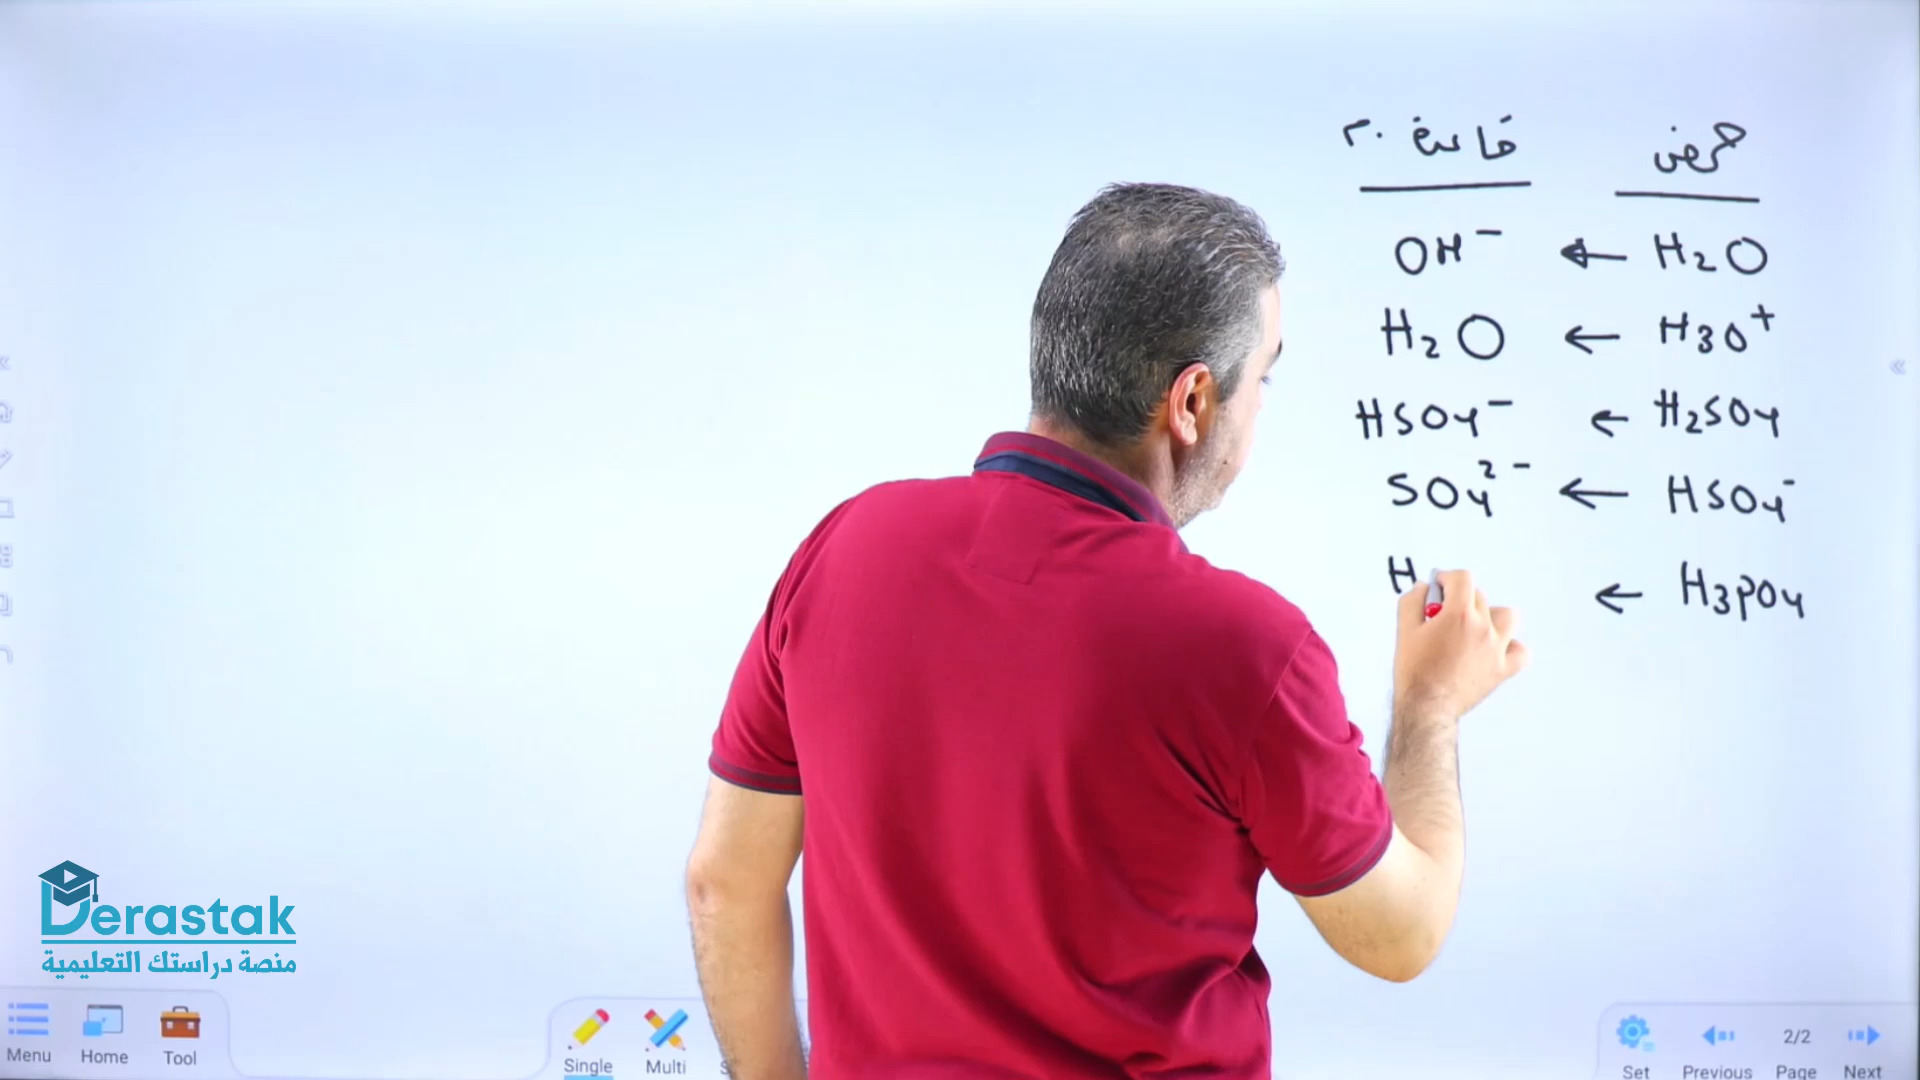 حمض قاعدة م.
H₂O ← OH⁻
H₃O⁺ ← H₂O
H₂SO₄ ← HSO₄⁻
HSO₄⁻ ← SO₄²⁻
H₃PO₄ ← H
Derastak
منصة دراستك التعليمية
Menu Home Tool
Single Multi
Set Previous 2/2 Page Next